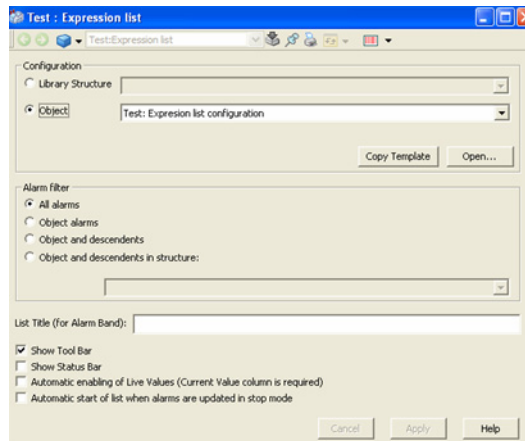 Test : Expression list
Test:Expression list
Configuration
Library Structure
Object
Test: Expresion list configuration
Copy Template
Open...
Alarm filter
All alarms
Object alarms
Object and descendents
Object and descendents in structure:
List Title (for Alarm Band):
Show Tool Bar
Show Status Bar
Automatic enabling of Live Values (Current Value column is required)
Automatic start of list when alarms are updated in stop mode
Cancel
Apply
Help